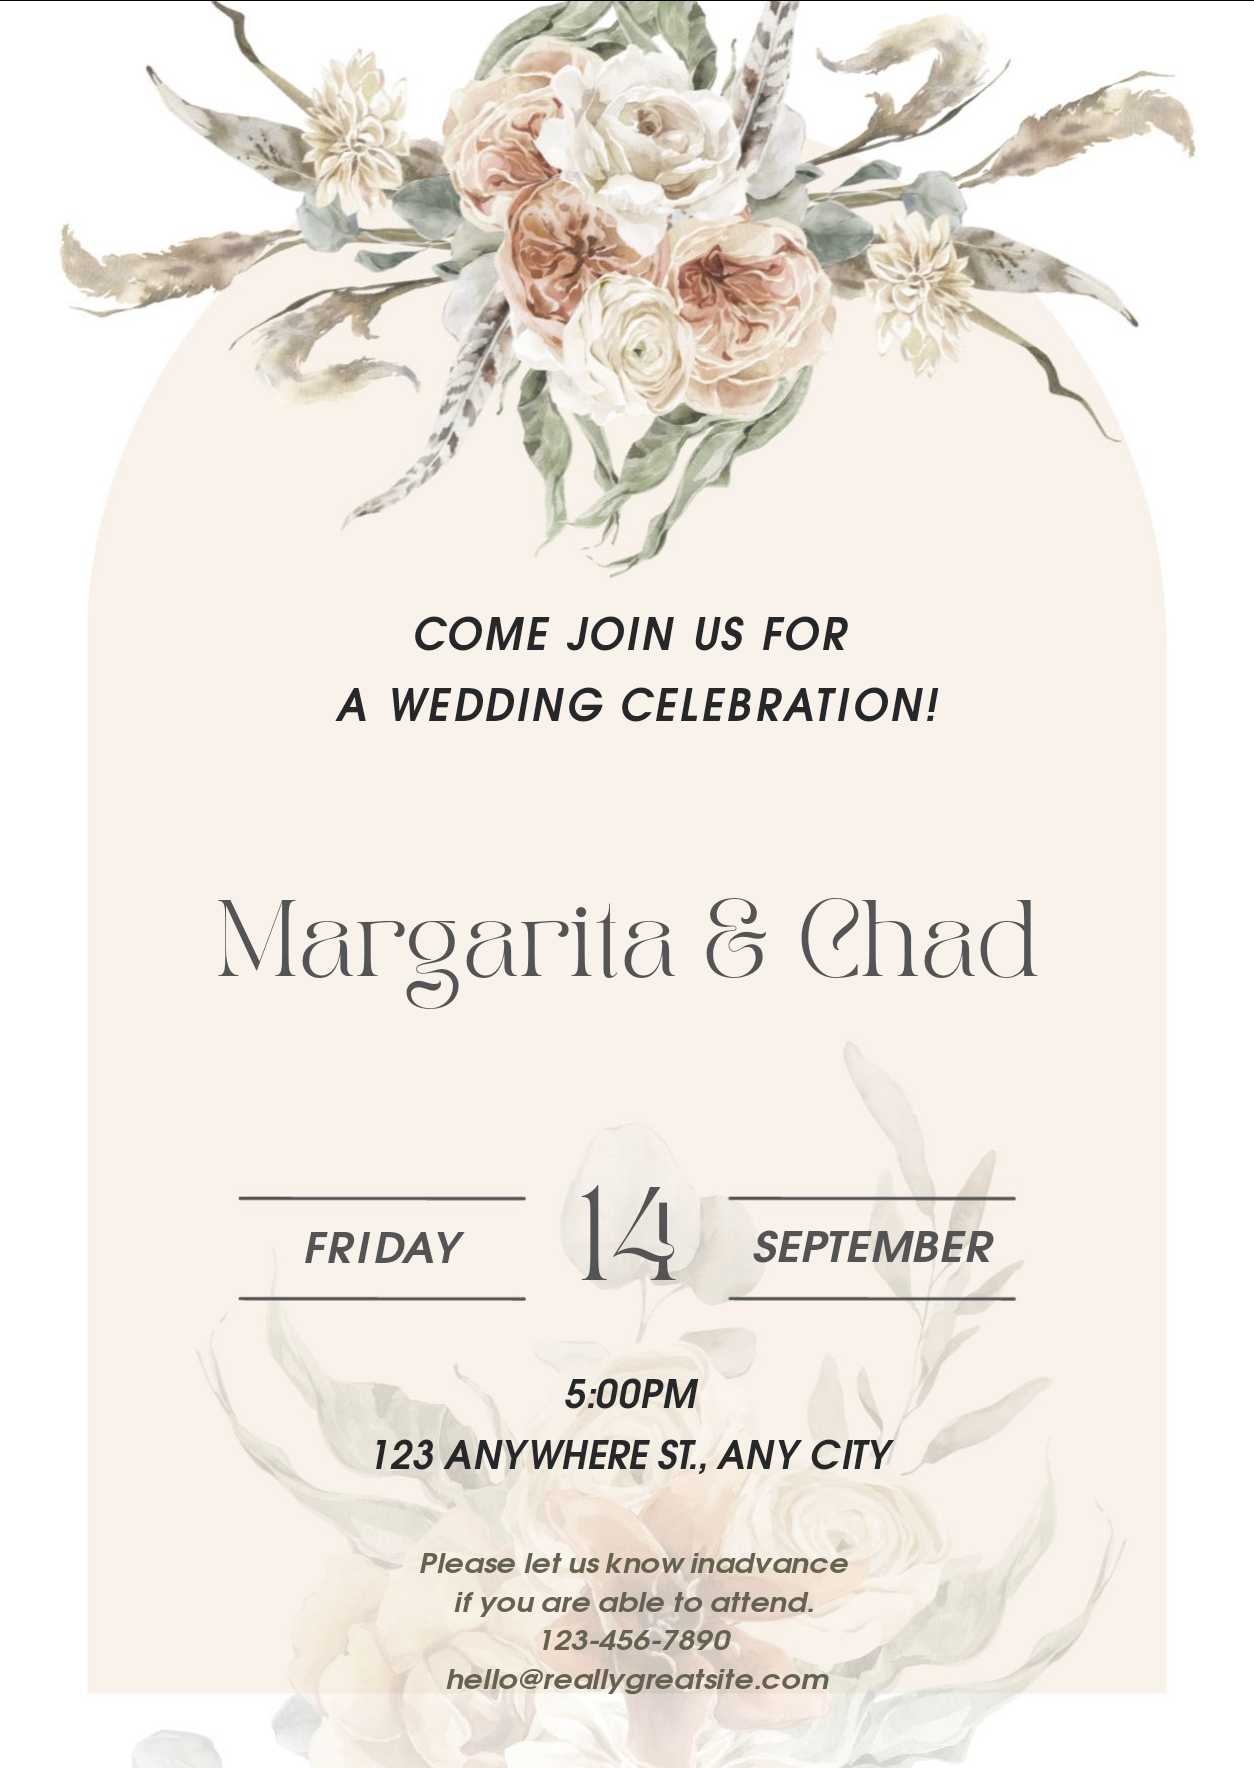 COME JOIN US FOR
A WEDDING CELEBRATION!
Margarita & Chad
FRIDAY 14 SEPTEMBER
5:00PM
123 ANYWHERE ST., ANY CITY
Please let us know inadvance
if you are able to attend.
123-456-7890
hello@reallygreatsite.com